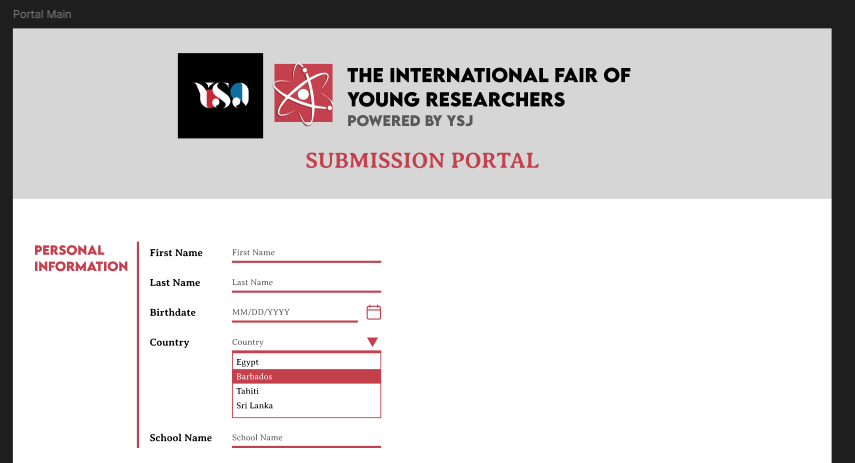 Portal Main
YSJ
THE INTERNATIONAL FAIR OF
YOUNG RESEARCHERS
POWERED BY YSJ
SUBMISSION PORTAL
PERSONAL
INFORMATION
First Name First Name
Last Name Last Name
Birthdate MM/DD/YYYY
Country Country
Egypt
Barbados
Tahiti
Sri Lanka
School Name School Name